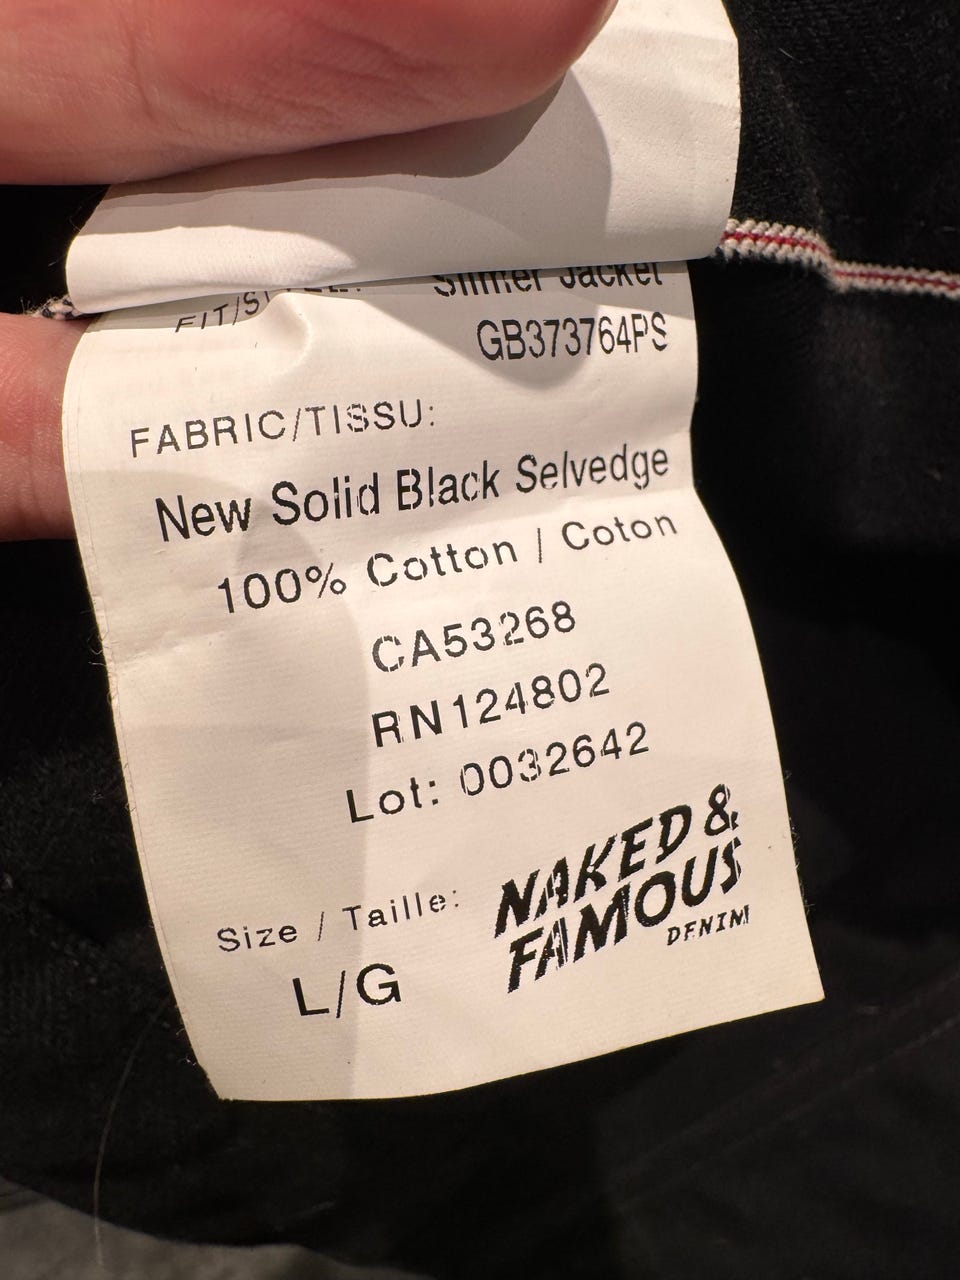 FIT/STYLE: Slimer Jacket
GB373764PS
FABRIC/TISSU:
New Solid Black Selvedge
100% Cotton / Coton
CA53268
RN124802
Lot: 0032642
Size / Taille:
L/G
NAKED &
FAMOUS
DENIM